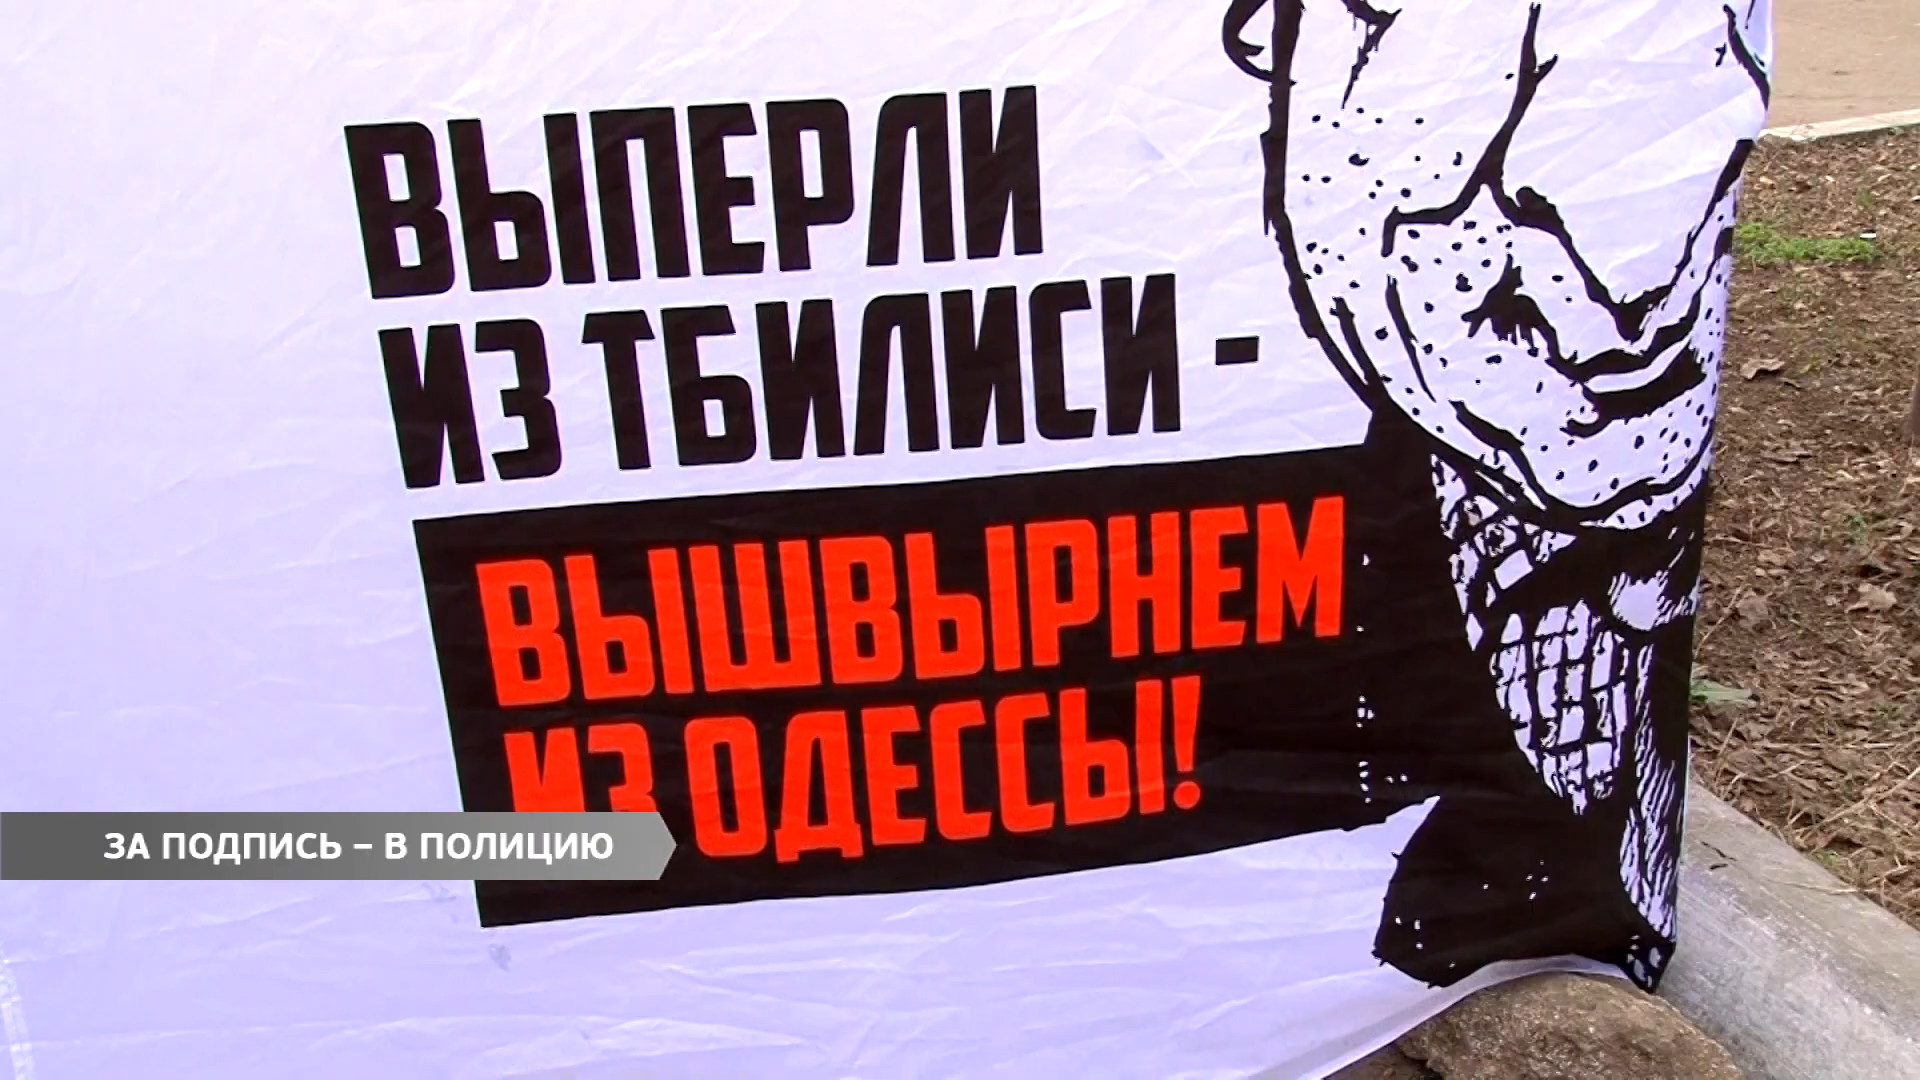 ВЫПЕРЛИ
ИЗ ТБИЛИСИ -
ВЫШВЫРНЕМ
ИЗ ОДЕССЫ!
ЗА ПОДПИСЬ – В ПОЛИЦИЮ